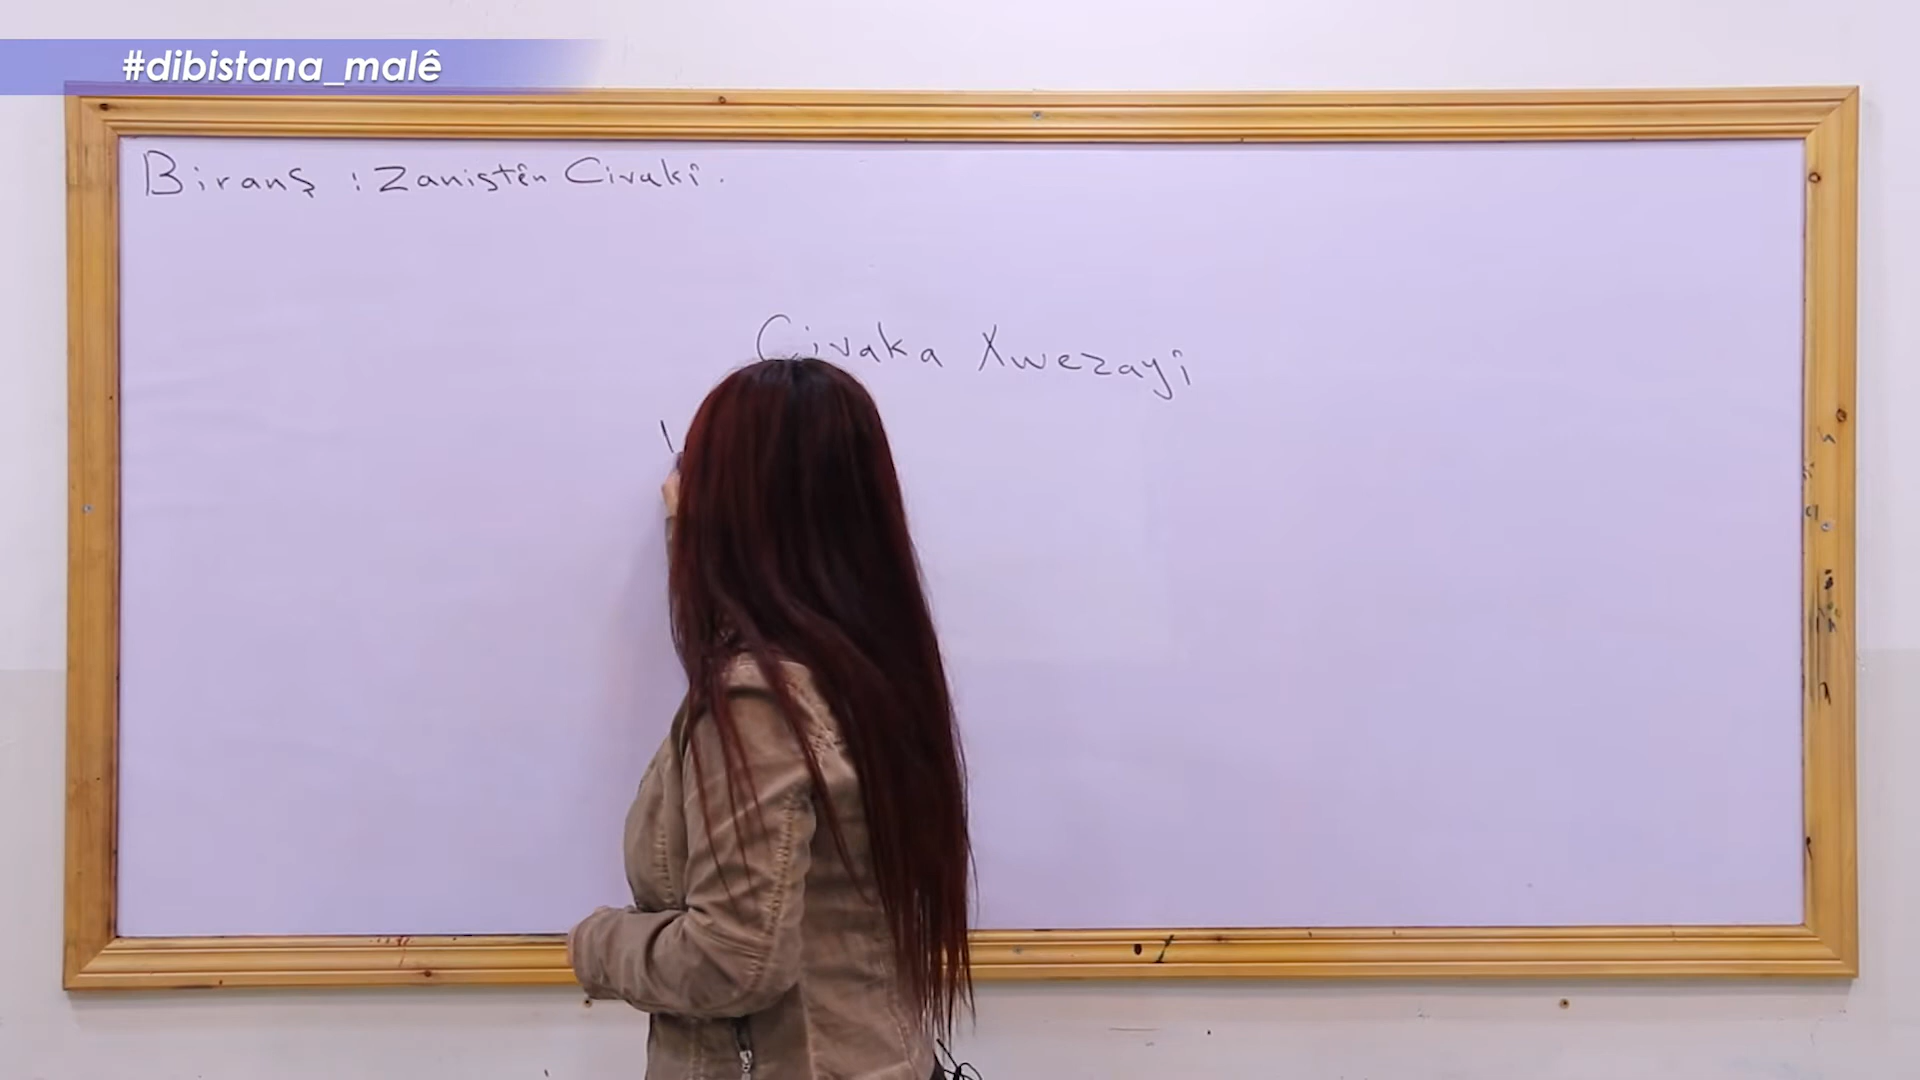 #dibistana_malê
Biranş : Zanistên Civakî .
Civaka Xwezayî